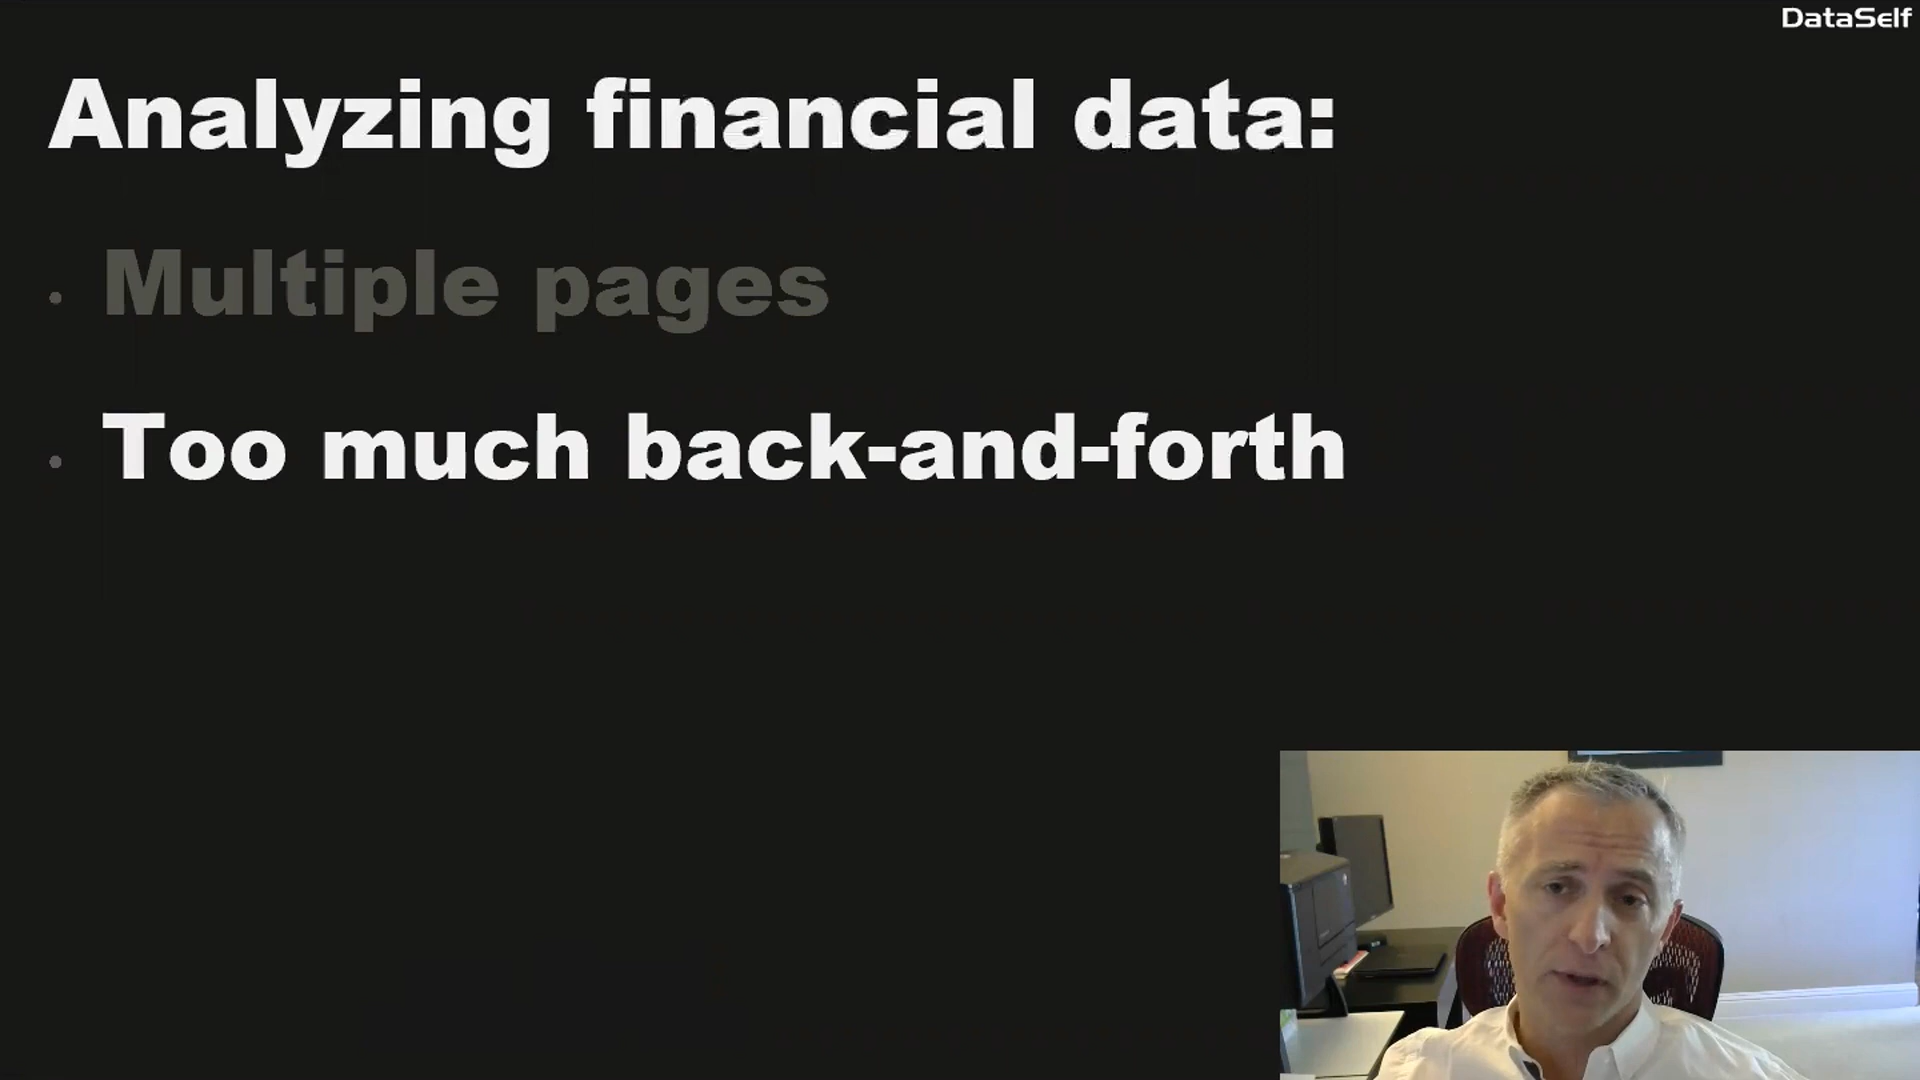 DataSelf
Analyzing financial data:
• Multiple pages
• Too much back-and-forth